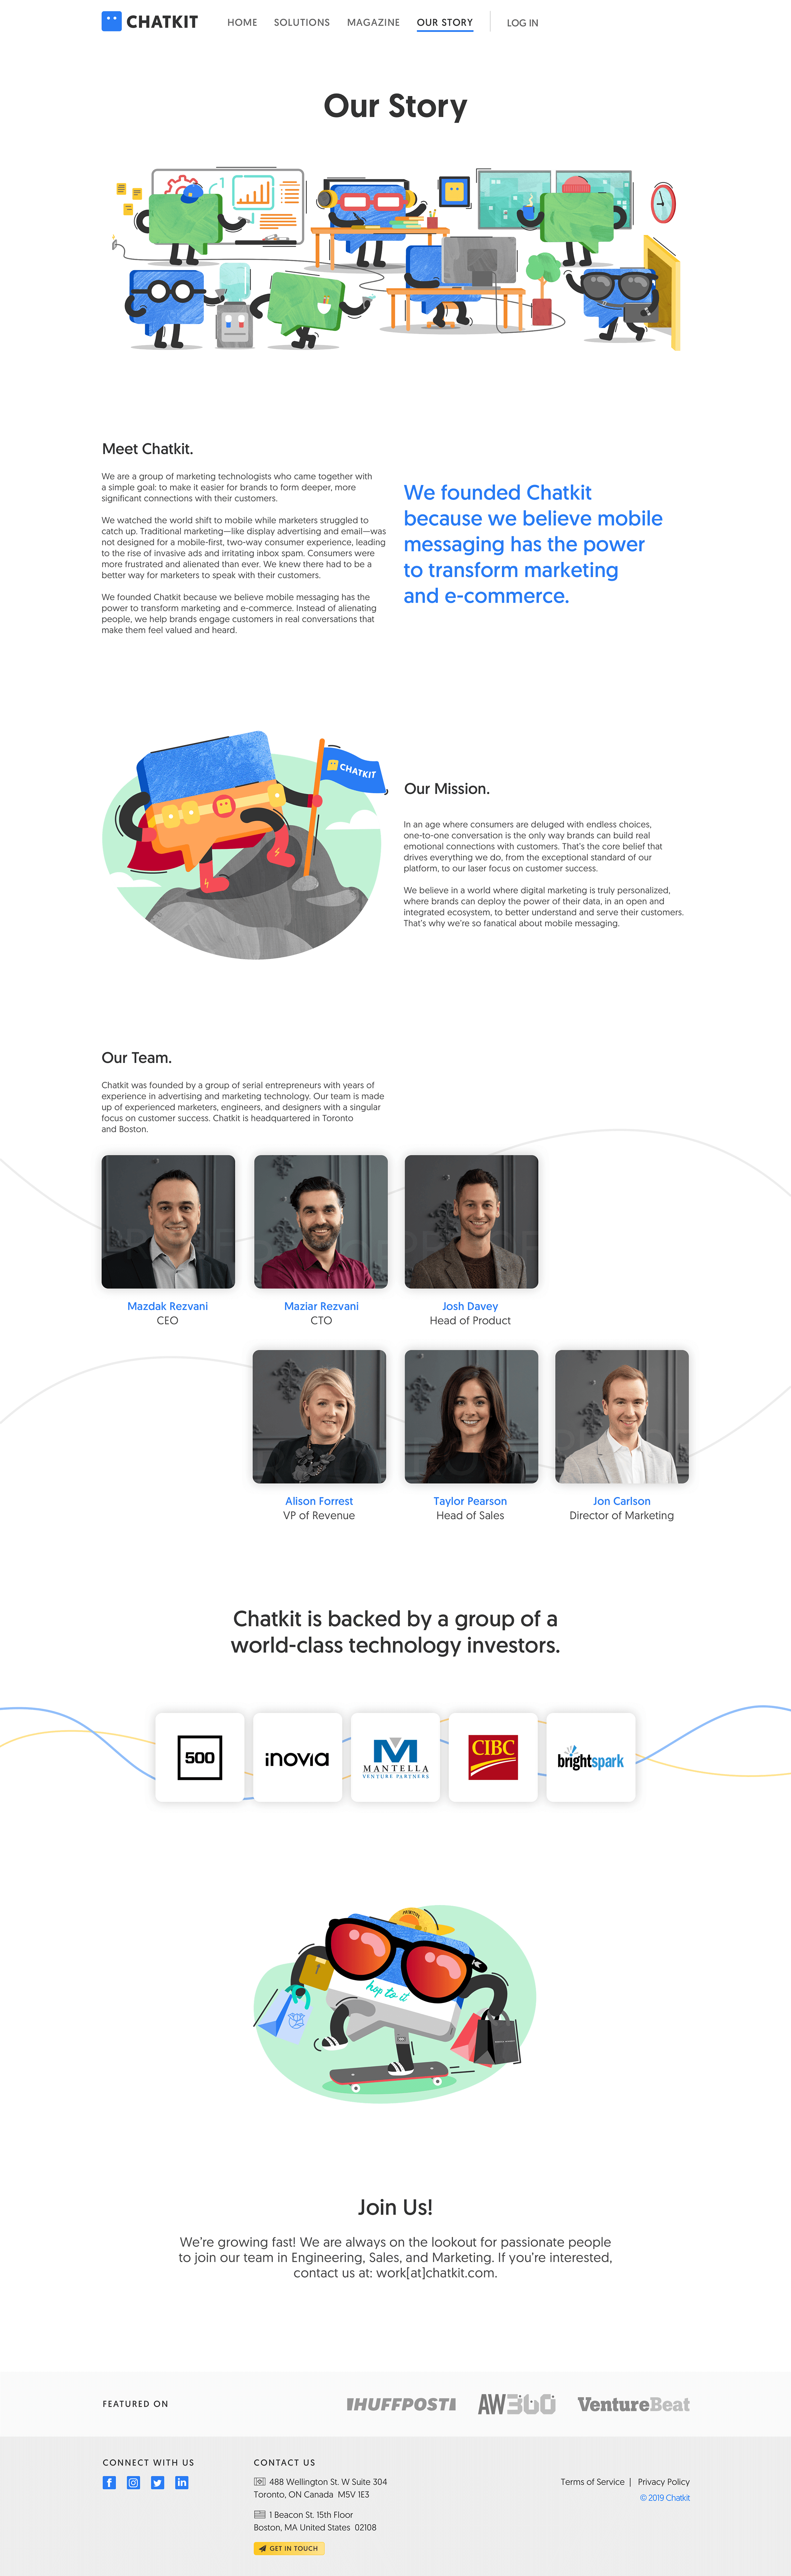 CHATKIT
HOME
SOLUTIONS
MAGAZINE
OUR STORY
LOG IN
Our Story
Meet Chatkit.
We are a group of marketing technologists who came together with
a simple goal: to make it easier for brands to form deeper, more
significant connections with their customers.
We watched the world shift to mobile while marketers struggled to
catch up. Traditional marketing—like display advertising and email—was
not designed for a mobile-first, two-way consumer experience, leading
to the rise of invasive ads and irritating inbox spam. Consumers were
more frustrated and alienated than ever. We knew there had to be a
better way for marketers to speak with their customers.
We founded Chatkit because we believe mobile messaging has the
power to transform marketing and e-commerce. Instead of alienating
people, we help brands engage customers in real conversations that
make them feel valued and heard.
We founded Chatkit
because we believe mobile
messaging has the power
to transform marketing
and e-commerce.
CHATKIT
Our Mission.
In an age where consumers are deluged with endless choices,
one-to-one conversation is the only way brands can build real
emotional connections with customers. That's the core belief that
drives everything we do, from the exceptional standard of our
platform, to our laser focus on customer success.
We believe in a world where digital marketing is truly personalized,
where brands can deploy the power of their data, in an open and
integrated ecosystem, to better understand and serve their customers.
That's why we're so fanatical about mobile messaging.
Our Team.
Chatkit was founded by a group of serial entrepreneurs with years of
experience in advertising and marketing technology. Our team is made
up of experienced marketers, engineers, and designers with a singular
focus on customer success. Chatkit is headquartered in Toronto
and Boston.
Mazdak Rezvani
CEO
Maziar Rezvani
CTO
Josh Davey
Head of Product
Alison Forrest
VP of Revenue
Taylor Pearson
Head of Sales
Jon Carlson
Director of Marketing
Chatkit is backed by a group of a
world-class technology investors.
500
inovia
M
MANTELLA
VENTURE PARTNERS
CIBC
brightspark
hop to it
Join Us!
We're growing fast! We are always on the lookout for passionate people
to join our team in Engineering, Sales, and Marketing. If you're interested,
contact us at: work[at]chatkit.com.
FEATURED ON
HUFFPOST
AW360
VentureBeat
CONNECT WITH US
CONTACT US
488 Wellington St. W Suite 304
Toronto, ON Canada M5V 1E3
1 Beacon St. 15th Floor
Boston, MA United States 02108
GET IN TOUCH
Terms of Service | Privacy Policy
© 2019 Chatkit